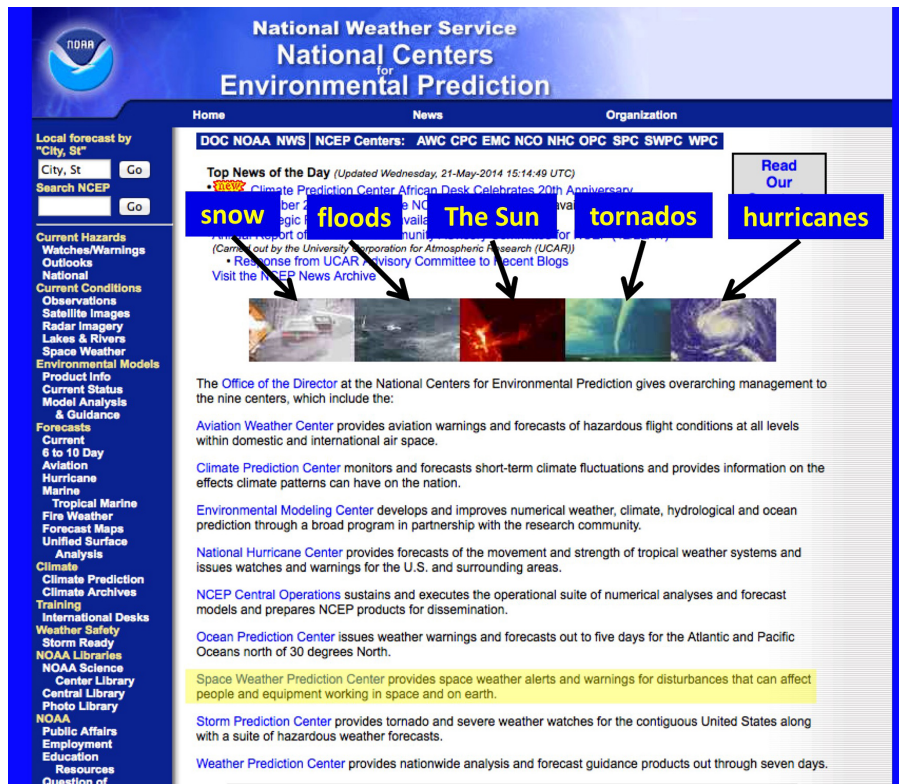 NOAA
National Weather Service
National Centers
for
Environmental Prediction
Home News Organization
Local forecast by
"City, St"
City, St Go
Search NCEP
Go
Current Hazards
Watches/Warnings
Outlooks
National
Current Conditions
Observations
Satellite Images
Radar Imagery
Lakes & Rivers
Space Weather
Environmental Models
Product Info
Current Status
Model Analysis
& Guidance
Forecasts
Current
6 to 10 Day
Aviation
Hurricane
Marine
Tropical Marine
Fire Weather
Forecast Maps
Unified Surface
Analysis
Climate
Climate Prediction
Climate Archives
Training
International Desks
Weather Safety
Storm Ready
NOAA Libraries
NOAA Science
Center Library
Central Library
Photo Library
NOAA
Public Affairs
Employment
Education
Resources
Question of
DOC NOAA NWS NCEP Centers: AWC CPC EMC NCO NHC OPC SPC SWPC WPC
Top News of the Day (Updated Wednesday, 21-May-2014 15:14:49 UTC)
• new Climate Prediction Center African Desk Celebrates 20th Anniversary
Read
Our
snow floods The Sun tornados hurricanes
(Carried out by the University Corporation for Atmospheric Research (UCAR))
• Response from UCAR Advisory Committee to Recent Blogs
Visit the NCEP News Archive
The Office of the Director at the National Centers for Environmental Prediction gives overarching management to
the nine centers, which include the:
Aviation Weather Center provides aviation warnings and forecasts of hazardous flight conditions at all levels
within domestic and international air space.
Climate Prediction Center monitors and forecasts short-term climate fluctuations and provides information on the
effects climate patterns can have on the nation.
Environmental Modeling Center develops and improves numerical weather, climate, hydrological and ocean
prediction through a broad program in partnership with the research community.
National Hurricane Center provides forecasts of the movement and strength of tropical weather systems and
issues watches and warnings for the U.S. and surrounding areas.
NCEP Central Operations sustains and executes the operational suite of numerical analyses and forecast
models and prepares NCEP products for dissemination.
Ocean Prediction Center issues weather warnings and forecasts out to five days for the Atlantic and Pacific
Oceans north of 30 degrees North.
Space Weather Prediction Center provides space weather alerts and warnings for disturbances that can affect
people and equipment working in space and on earth.
Storm Prediction Center provides tornado and severe weather watches for the contiguous United States along
with a suite of hazardous weather forecasts.
Weather Prediction Center provides nationwide analysis and forecast guidance products out through seven days.